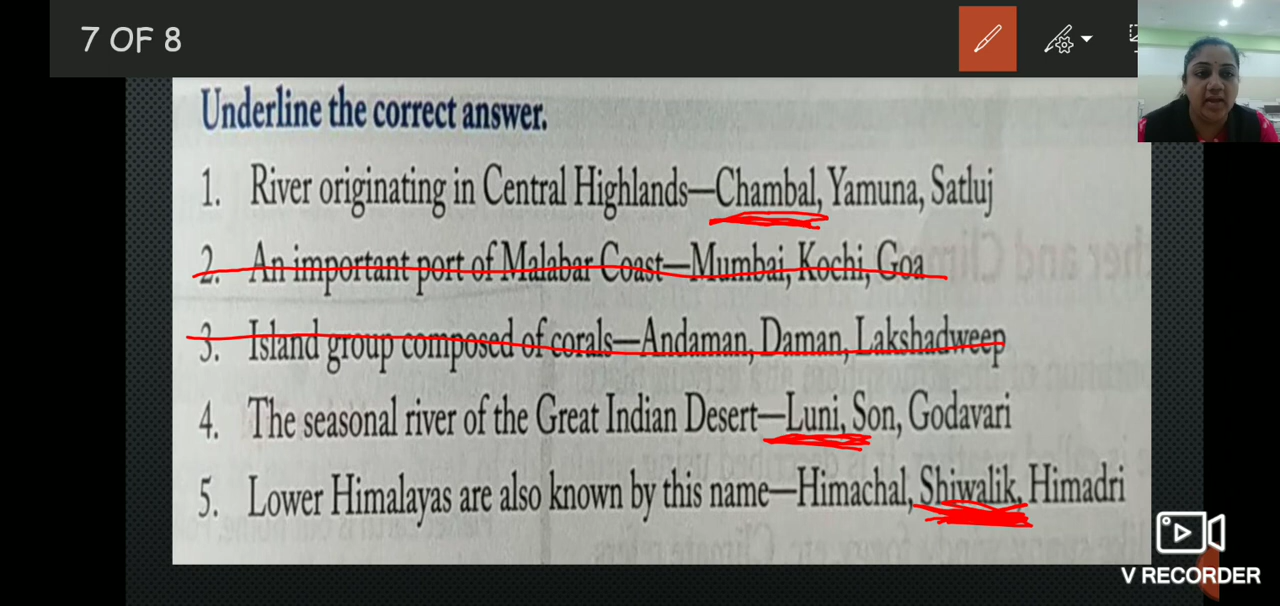 7 OF 8
Underline the correct answer.
1. River originating in Central Highlands—Chambal, Yamuna, Satluj
2. An important port of Malabar Coast—Mumbai, Kochi, Goa
3. Island group composed of corals—Andaman, Daman, Lakshadweep
4. The seasonal river of the Great Indian Desert—Luni, Son, Godavari
5. Lower Himalayas are also known by this name—Himachal, Shiwalik, Himadri
V RECORDER